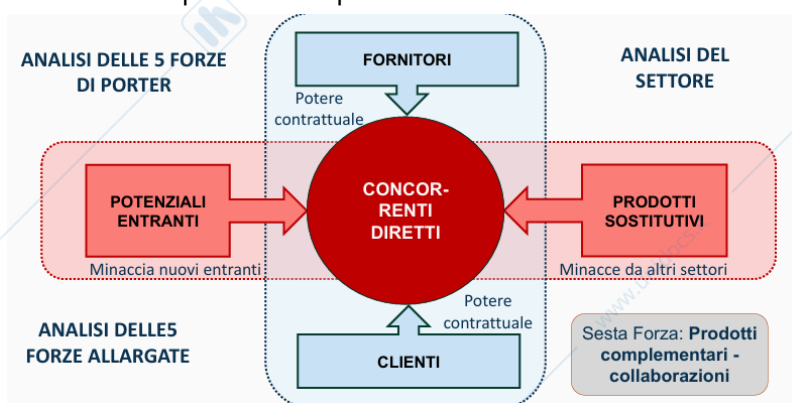 ANALISI DELLE 5 FORZE
DI PORTER
FORNITORI
ANALISI DEL
SETTORE
Potere
contrattuale
POTENZIALI
ENTRANTI
CONCOR-
RENTI
DIRETTI
PRODOTTI
SOSTITUTIVI
Minaccia nuovi entranti
Minacce da altri settori
Potere
contrattuale
ANALISI DELLE5
FORZE ALLARGATE
CLIENTI
Sesta Forza: Prodotti
complementari -
collaborazioni